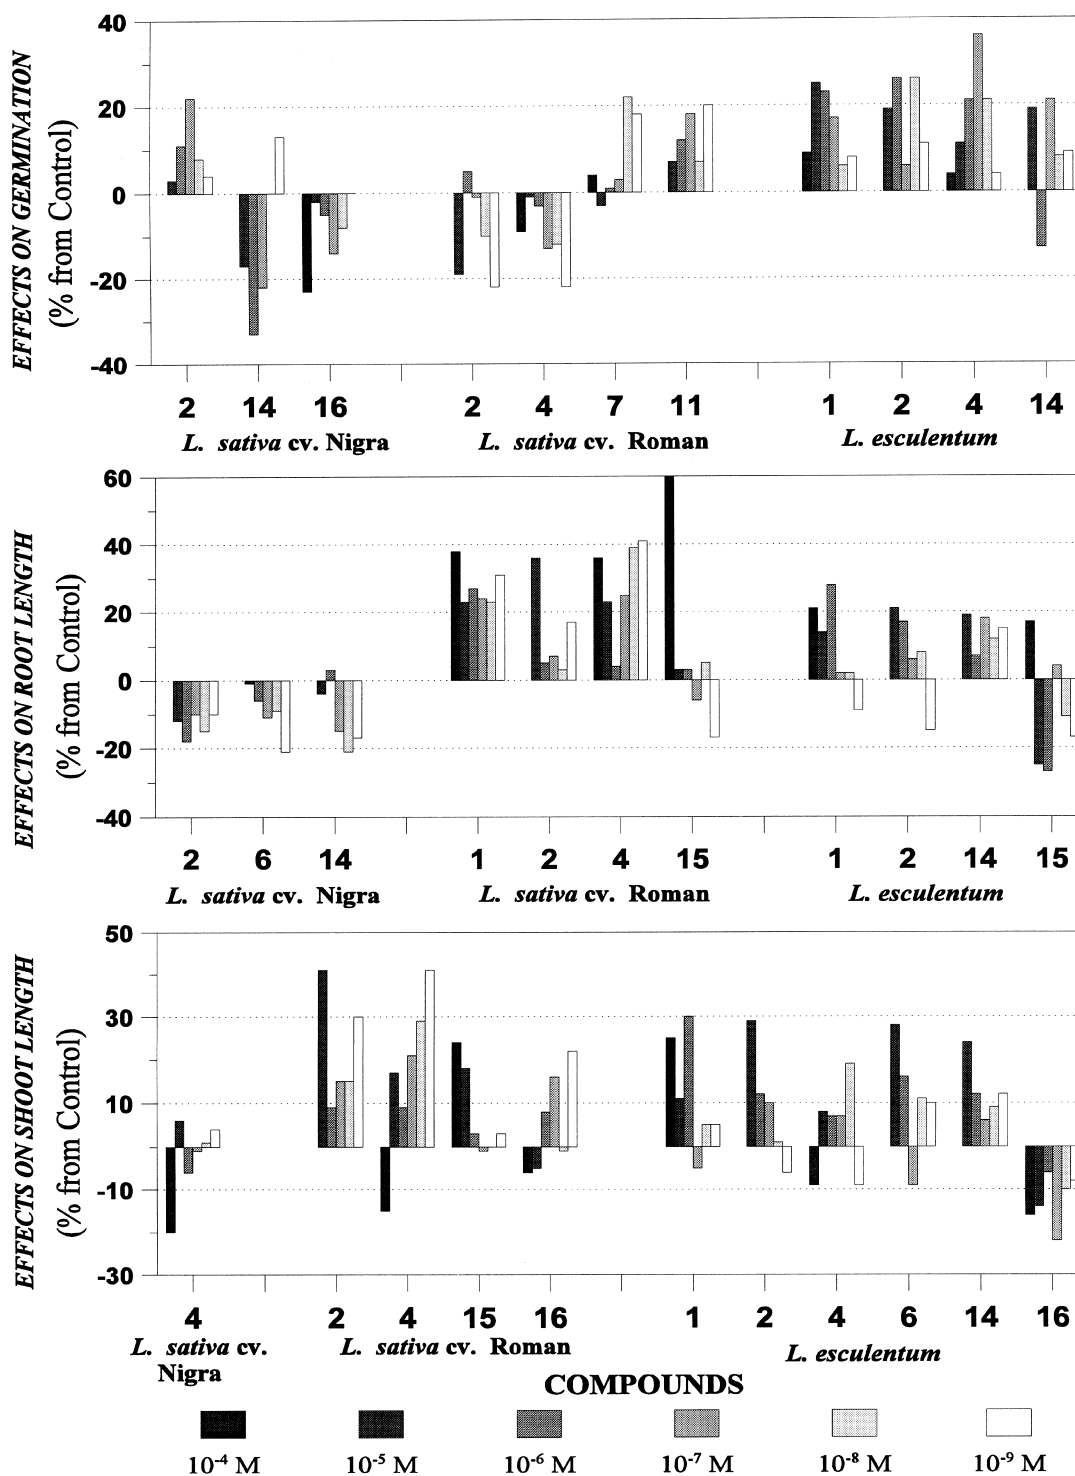 EFFECTS ON GERMINATION
(% from Control)
40
20
0
-20
-40
2 14 16 2 4 7 11 1 2 4 14
L. sativa cv. Nigra L. sativa cv. Roman L. esculentum
EFFECTS ON ROOT LENGTH
(% from Control)
60
40
20
0
-20
-40
2 6 14 1 2 4 15 1 2 14 15
L. sativa cv. Nigra L. sativa cv. Roman L. esculentum
EFFECTS ON SHOOT LENGTH
(% from Control)
50
30
10
-10
-30
4 2 4 15 16 1 2 4 6 14 16
L. sativa cv. Nigra L. sativa cv. Roman L. esculentum
COMPOUNDS
10⁻⁴ M 10⁻⁵ M 10⁻⁶ M 10⁻⁷ M 10⁻⁸ M 10⁻⁹ M